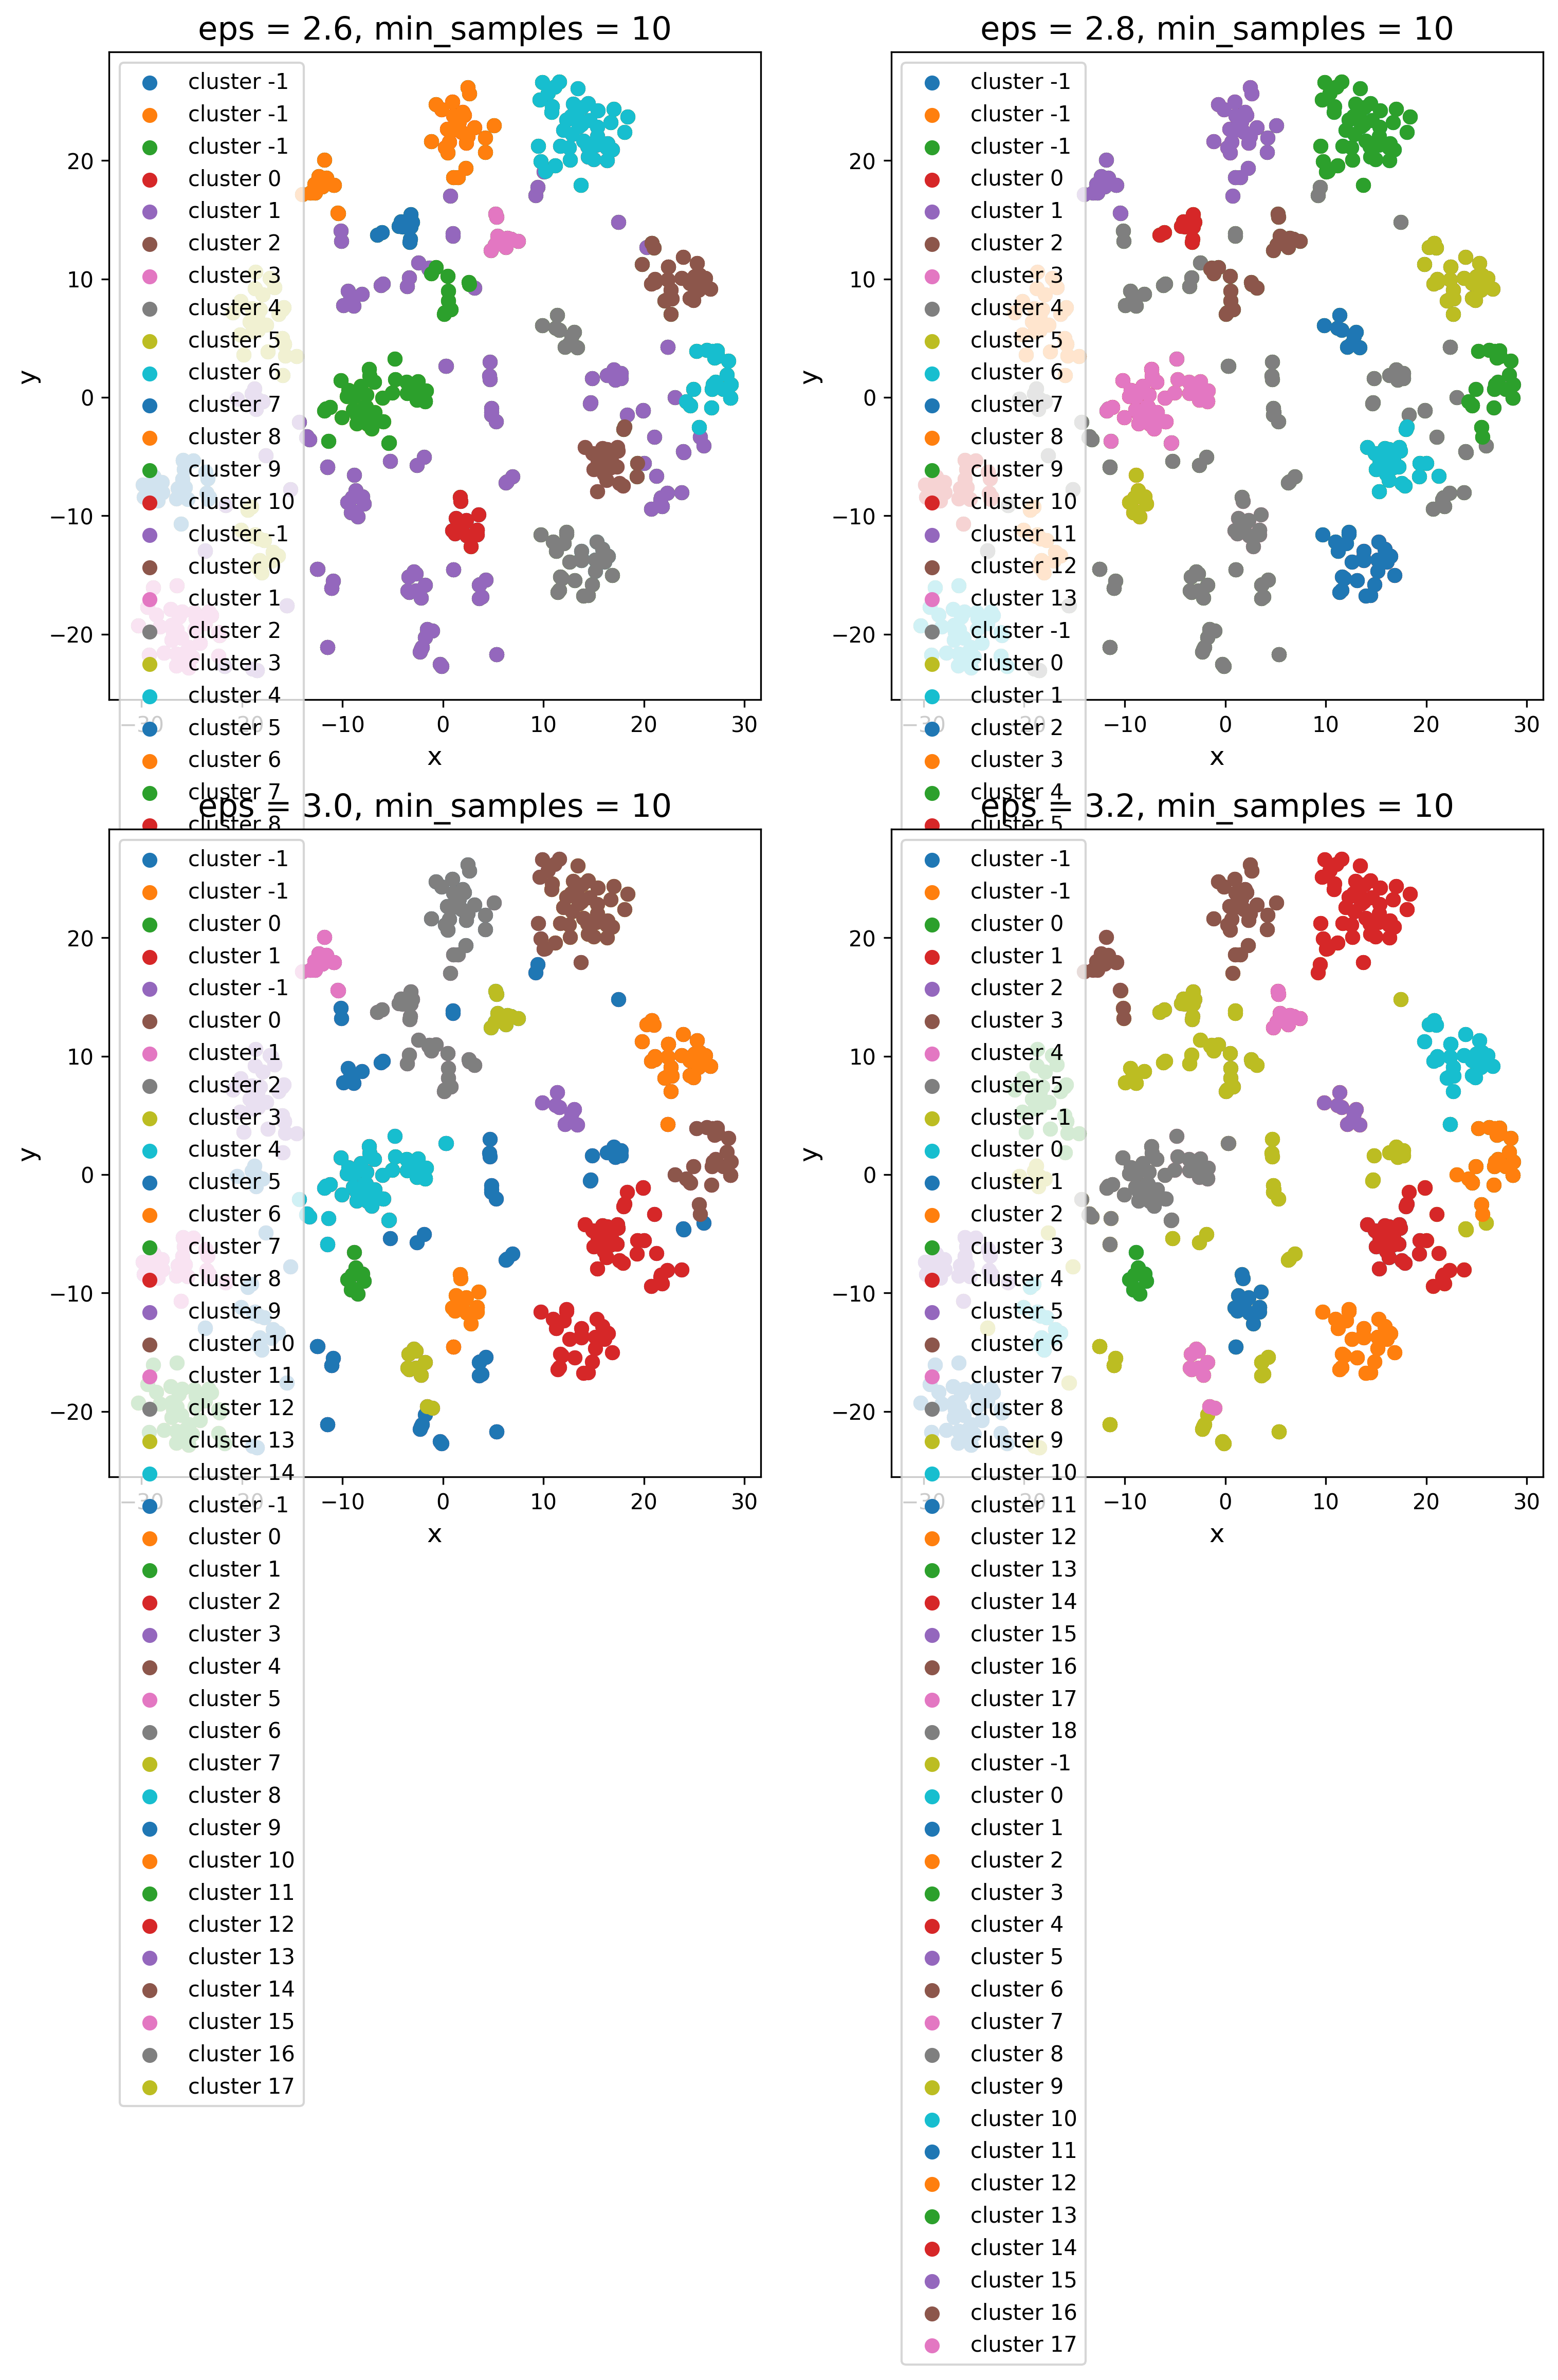 eps = 2.6, min_samples = 10
cluster -1
cluster -1
cluster -1
cluster 0
cluster 1
cluster 2
cluster 3
cluster 4
cluster 5
cluster 6
cluster 7
cluster 8
cluster 9
cluster 10
cluster -1
cluster 0
cluster 1
cluster 2
cluster 3
cluster 4
cluster 5
cluster 6
cluster 7
cluster 8
20
10
0
−10
−20
y
−30 −20 −10 0 10 20 30
x
eps = 2.8, min_samples = 10
cluster -1
cluster -1
cluster -1
cluster 0
cluster 1
cluster 2
cluster 3
cluster 4
cluster 5
cluster 6
cluster 7
cluster 8
cluster 9
cluster 10
cluster 11
cluster 12
cluster 13
cluster -1
cluster 0
cluster 1
cluster 2
cluster 3
cluster 4
cluster 5
20
10
0
−10
−20
y
−30 −20 −10 0 10 20 30
x
eps = 3.0, min_samples = 10
cluster -1
cluster -1
cluster 0
cluster 1
cluster -1
cluster 0
cluster 1
cluster 2
cluster 3
cluster 4
cluster 5
cluster 6
cluster 7
cluster 8
cluster 9
cluster 10
cluster 11
cluster 12
cluster 13
cluster 14
cluster -1
cluster 0
cluster 1
cluster 2
cluster 3
cluster 4
cluster 5
cluster 6
cluster 7
cluster 8
cluster 9
cluster 10
cluster 11
cluster 12
cluster 13
cluster 14
cluster 15
cluster 16
cluster 17
20
10
0
−10
−20
y
−30 −20 −10 0 10 20 30
x
eps = 3.2, min_samples = 10
cluster -1
cluster -1
cluster 0
cluster 1
cluster 2
cluster 3
cluster 4
cluster 5
cluster -1
cluster 0
cluster 1
cluster 2
cluster 3
cluster 4
cluster 5
cluster 6
cluster 7
cluster 8
cluster 9
cluster 10
cluster 11
cluster 12
cluster 13
cluster 14
cluster 15
cluster 16
cluster 17
cluster 18
cluster -1
cluster 0
cluster 1
cluster 2
cluster 3
cluster 4
cluster 5
cluster 6
cluster 7
cluster 8
cluster 9
cluster 10
cluster 11
cluster 12
cluster 13
cluster 14
cluster 15
cluster 16
cluster 17
20
10
0
−10
−20
y
−30 −20 −10 0 10 20 30
x